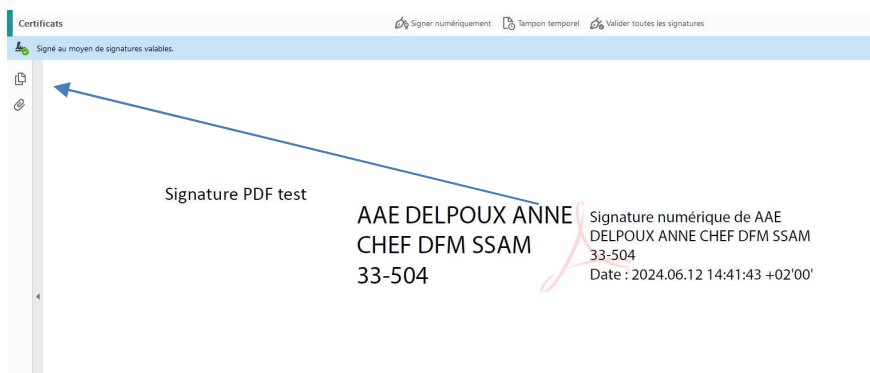 Certificats
Signer numériquement
Tampon temporel
Valider toutes les signatures
Signé au moyen de signatures valables.
Signature PDF test
AAE DELPOUX ANNE
CHEF DFM SSAM
33-504
Signature numérique de AAE
DELPOUX ANNE CHEF DFM SSAM
33-504
Date : 2024.06.12 14:41:43 +02'00'